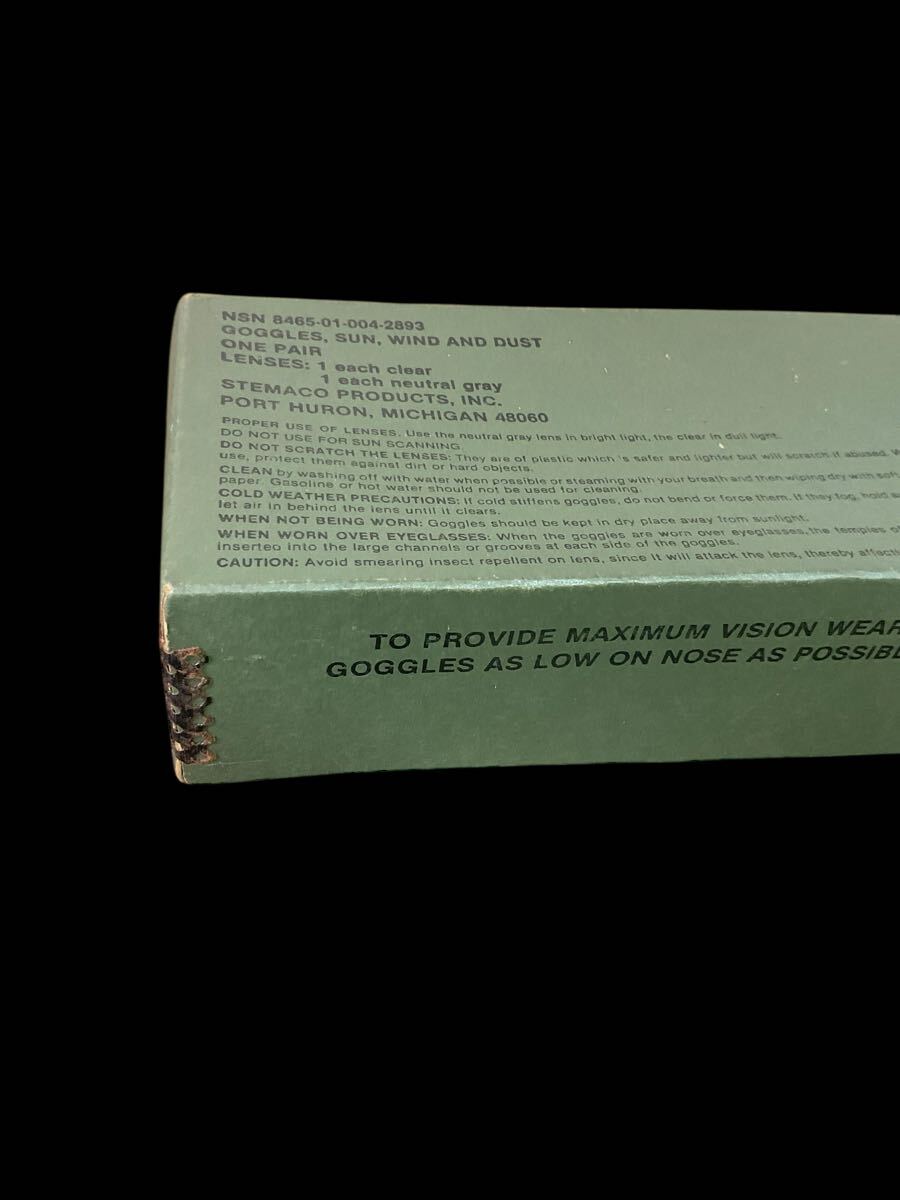 NSN 8465-01-004-2893
GOGGLES, SUN, WIND AND DUST
ONE PAIR
LENSES: 1 each clear
1 each neutral gray
STEMACO PRODUCTS, INC.
PORT HURON, MICHIGAN 48060
PROPER USE OF LENSES. Use the neutral gray lens in bright light, the clear in dull light.
DO NOT USE FOR SUN SCANNING
DO NOT SCRATCH THE LENSES: They are of plastic which is safer and lighter but will scratch if abused. W
use, protect them against dirt or hard objects.
CLEAN by washing off with water when possible or steaming with your breath and then wiping dry with soft
paper. Gasoline or hot water should not be used for cleaning.
COLD WEATHER PRECAUTIONS: If cold stiffens goggles, do not bend or force them. If they fog, hold
let air in behind the lens until it clears.
WHEN NOT BEING WORN: Goggles should be kept in dry place away from sunlight.
WHEN WORN OVER EYEGLASSES: When the goggles are worn over eyeglasses, the temples of
inserted into the large channels or grooves at each side of the goggles.
CAUTION: Avoid smearing insect repellent on lens, since it will attack the lens, thereby affecti
TO PROVIDE MAXIMUM VISION WEAR
GOGGLES AS LOW ON NOSE AS POSSIBL